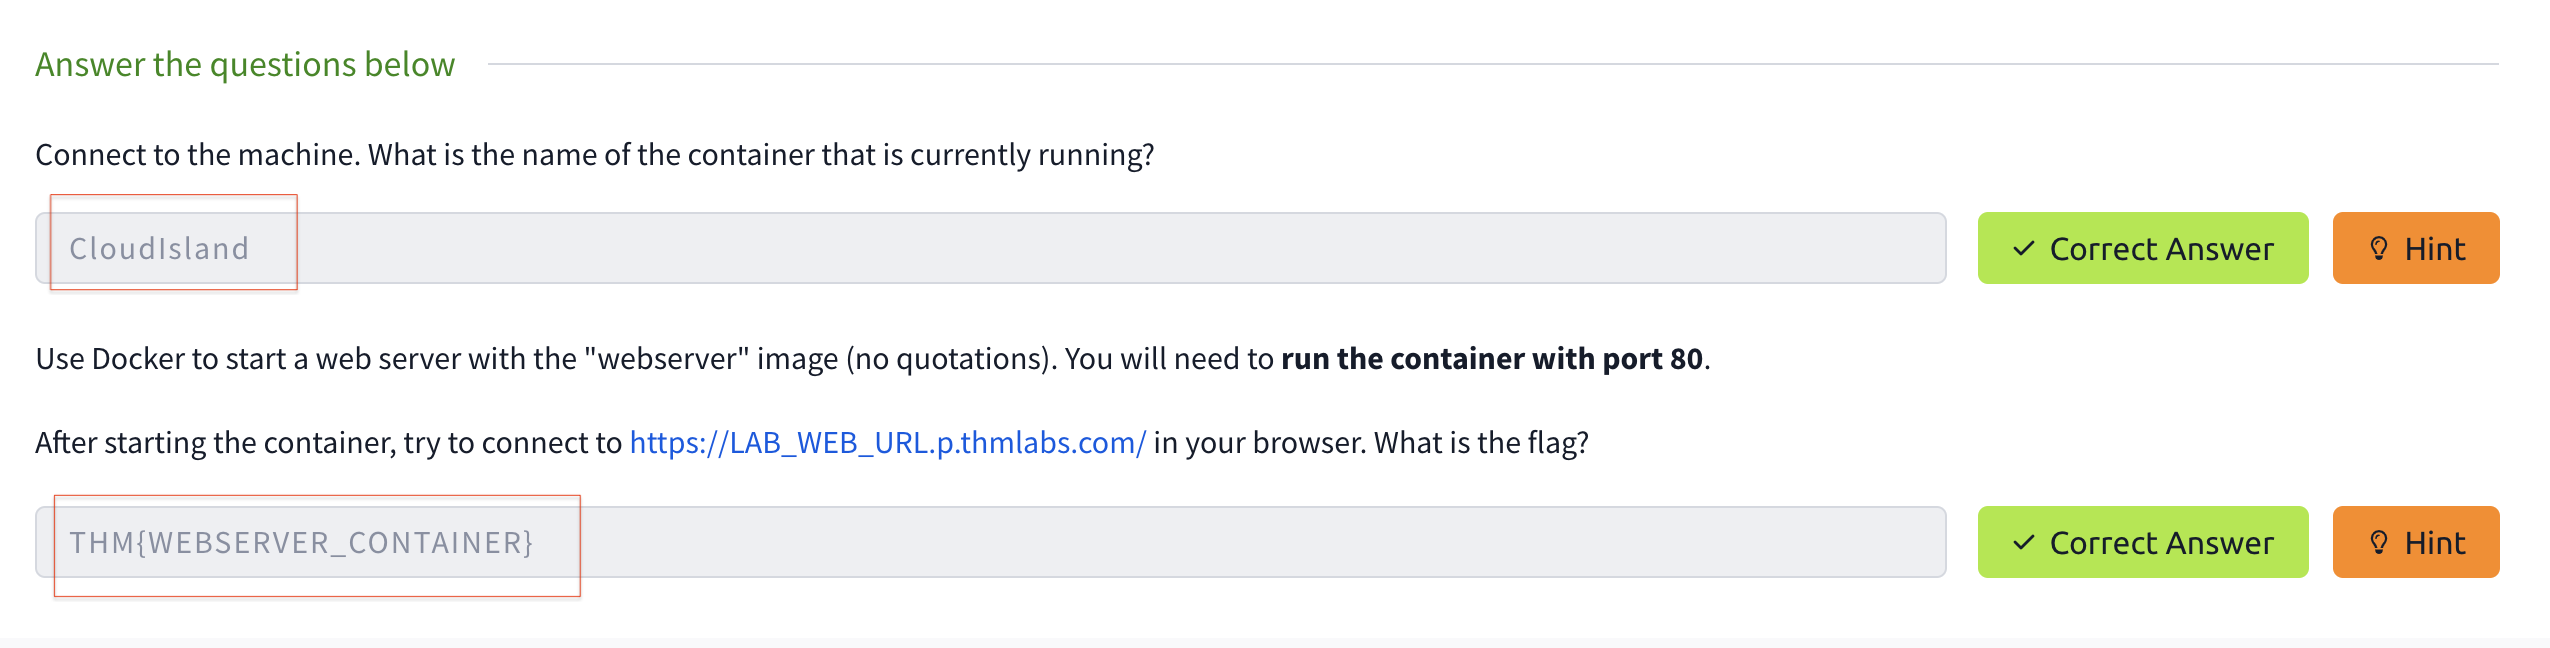 Answer the questions below
Connect to the machine. What is the name of the container that is currently running?
CloudIsland
Correct Answer
Hint
Use Docker to start a web server with the "webserver" image (no quotations). You will need to run the container with port 80.
After starting the container, try to connect to https://LAB_WEB_URL.p.thmlabs.com/ in your browser. What is the flag?
THM{WEBSERVER_CONTAINER}
Correct Answer
Hint